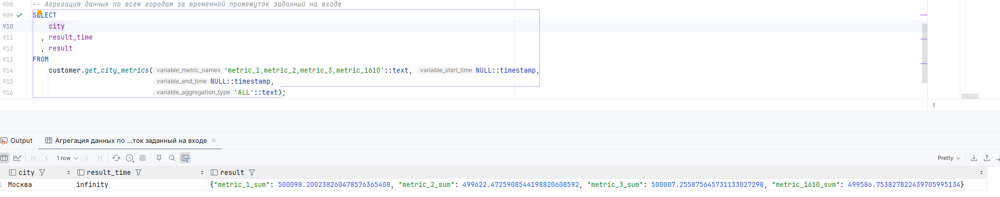 908 -- Агрегация данных по всем городам за временной промежуток заданный на входе
909 SELECT
910 city
911 , result_time
912 , result
913 FROM
914 customer.get_city_metrics( variable_metric_names 'metric_1,metric_2,metric_3,metric_1610'::text, variable_start_time NULL::timestamp,
915 variable_end_time NULL::timestamp,
916 variable_aggregation_type 'ALL'::text);
t
Output Агрегация данных по ...ток заданный на входе
1 row Pretty
city result_time result
1 Москва infinity {"metric_1_sum": 500098.200238260478576365408, "metric_2_sum": 499622.4725908544198820608592, "metric_3_sum": 500007.255875645731133027298, "metric_1610_sum": 499586.753827822439705995134}